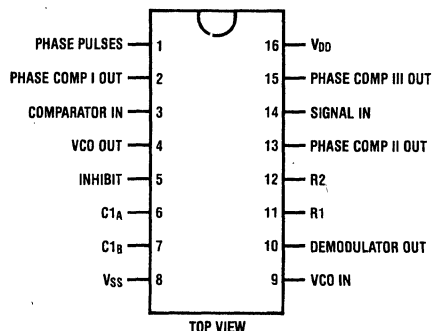 PHASE PULSES 1 16 VDD
PHASE COMP I OUT 2 15 PHASE COMP III OUT
COMPARATOR IN 3 14 SIGNAL IN
VCO OUT 4 13 PHASE COMP II OUT
INHIBIT 5 12 R2
C1A 6 11 R1
C1B 7 10 DEMODULATOR OUT
VSS 8 9 VCO IN
TOP VIEW